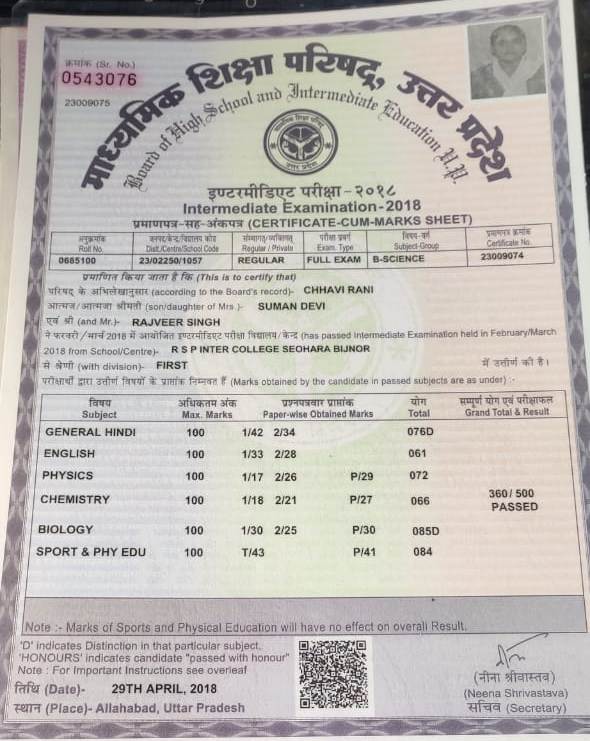 क्रमांक (Sr. No.)
0543076
23009075
माध्यमिक शिक्षा परिषद्, उत्तर प्रदेश
Board of High School and Intermediate Education U.P.
इण्टरमीडिएट परीक्षा - २०१८
Intermediate Examination-2018
प्रमाणपत्र-सह-अंकपत्र (CERTIFICATE-CUM-MARKS SHEET)
अनुक्रमांक जनपद/केन्द्र/विद्यालय कोड संस्थागत/व्यक्तिगत परीक्षा प्रकार विषय-वर्ग प्रमाणपत्र क्रमांक
Roll No. Dist./Centre/School Code Regular / Private Exam. Type Subject-Group Certificate No.
0685100 23/02250/1057 REGULAR FULL EXAM B-SCIENCE 23009074
प्रमाणित किया जाता है कि (This is to certify that)
परिषद् के अभिलेखानुसार (according to the Board's record)- CHHAVI RANI
आत्मज/आत्मजा श्रीमती (son/daughter of Mrs.)- SUMAN DEVI
एवं श्री (and Mr.)- RAJVEER SINGH
ने फरवरी/मार्च 2018 में आयोजित इण्टरमीडिएट परीक्षा विद्यालय/केन्द्र (has passed Intermediate Examination held in February/March
2018 from School/Centre)- R S P INTER COLLEGE SEOHARA BIJNOR
से श्रेणी (with division)- FIRST में उत्तीर्ण की है।
परीक्षार्थी द्वारा उत्तीर्ण विषयों के प्राप्तांक निम्नवत हैं (Marks obtained by the candidate in passed subjects are as under) :-
विषय अधिकतम अंक प्रश्नपत्रवार प्राप्तांक योग सम्पूर्ण योग एवं परीक्षाफल
Subject Max. Marks Paper-wise Obtained Marks Total Grand Total & Result
GENERAL HINDI 100 1/42 2/34 076D
ENGLISH 100 1/33 2/28 061
PHYSICS 100 1/17 2/26 P/29 072
CHEMISTRY 100 1/18 2/21 P/27 066 360/500
PASSED
BIOLOGY 100 1/30 2/25 P/30 085D
SPORT & PHY EDU 100 T/43 P/41 084
Note :- Marks of Sports and Physical Education will have no effect on overall Result.
'D' indicates Distinction in that particular subject.
'HONOURS' indicates candidate "passed with honour"
Note : For Important Instructions see overleaf
तिथि (Date)- 29TH APRIL, 2018
स्थान (Place)- Allahabad, Uttar Pradesh
(नीना श्रीवास्तव)
(Neena Shrivastava)
सचिव (Secretary)